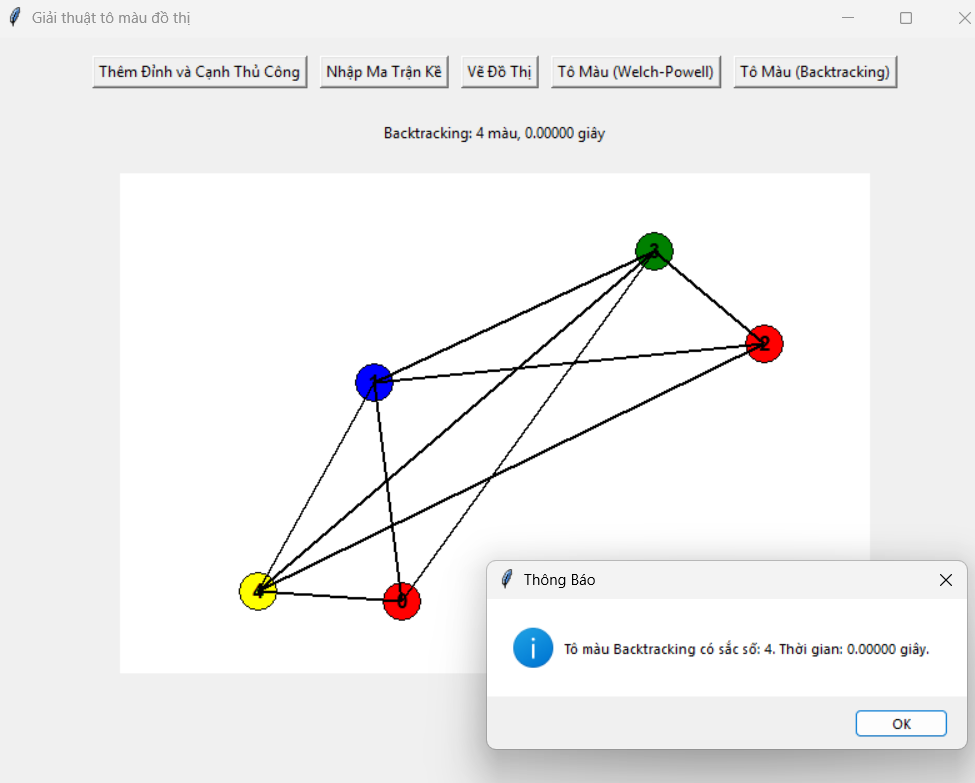 Giải thuật tô màu đồ thị
Thêm Đỉnh và Cạnh Thủ Công Nhập Ma Trận Kề Vẽ Đồ Thị Tô Màu (Welch-Powell) Tô Màu (Backtracking)
Backtracking: 4 màu, 0.00000 giây
3
2
1
4
0
Thông Báo
Tô màu Backtracking có sắc số: 4. Thời gian: 0.00000 giây.
OK